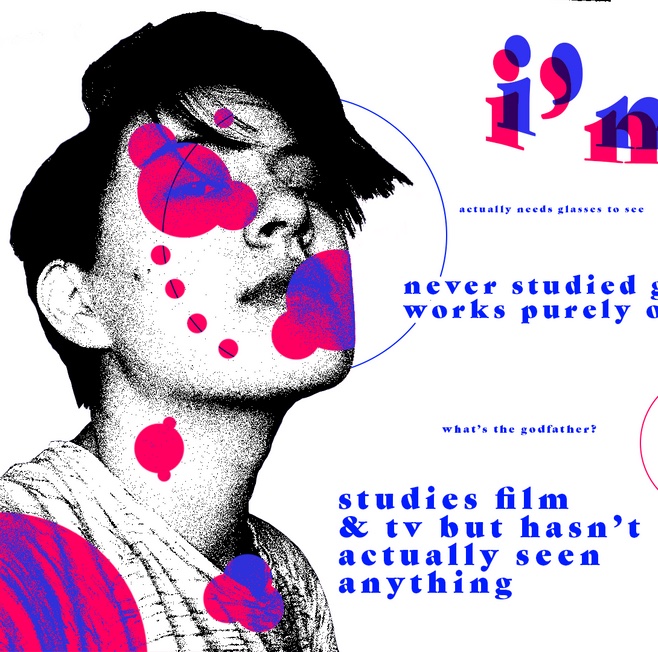 i'm
actually needs glasses to see
never studied g
works purely o
what's the godfather?
studies film
& tv but hasn't
actually seen
anything